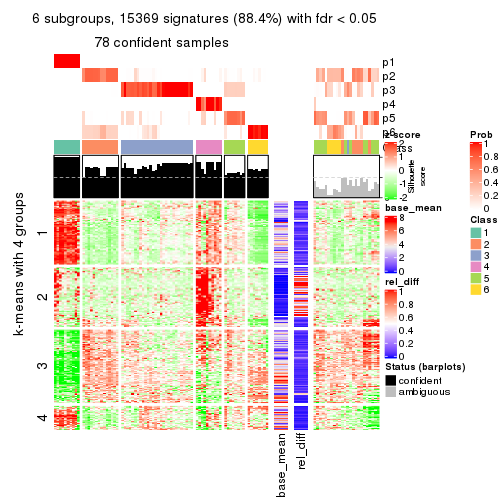 6 subgroups, 15369 signatures (88.4%) with fdr < 0.05
78 confident samples
p1
p2
p3
p4
p5
p6
Class
Silhouette
score
k-means with 4 groups
1
2
3
4
base_mean
rel_diff
z-score
2
1
0
-1
-2
base_mean
8
6
4
2
0
rel_diff
1
0.8
0.6
0.4
0.2
0
Status (barplots)
confident
ambiguous
Prob
1
0.8
0.6
0.4
0.2
0
Class
1
2
3
4
5
6